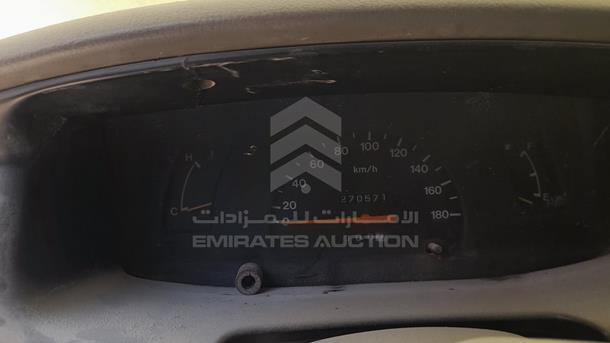 H
F F
80 100
60 120
km/h
40 140
270571 160
C 20 180 E
الامارات للمزادات
EMIRATES AUCTION